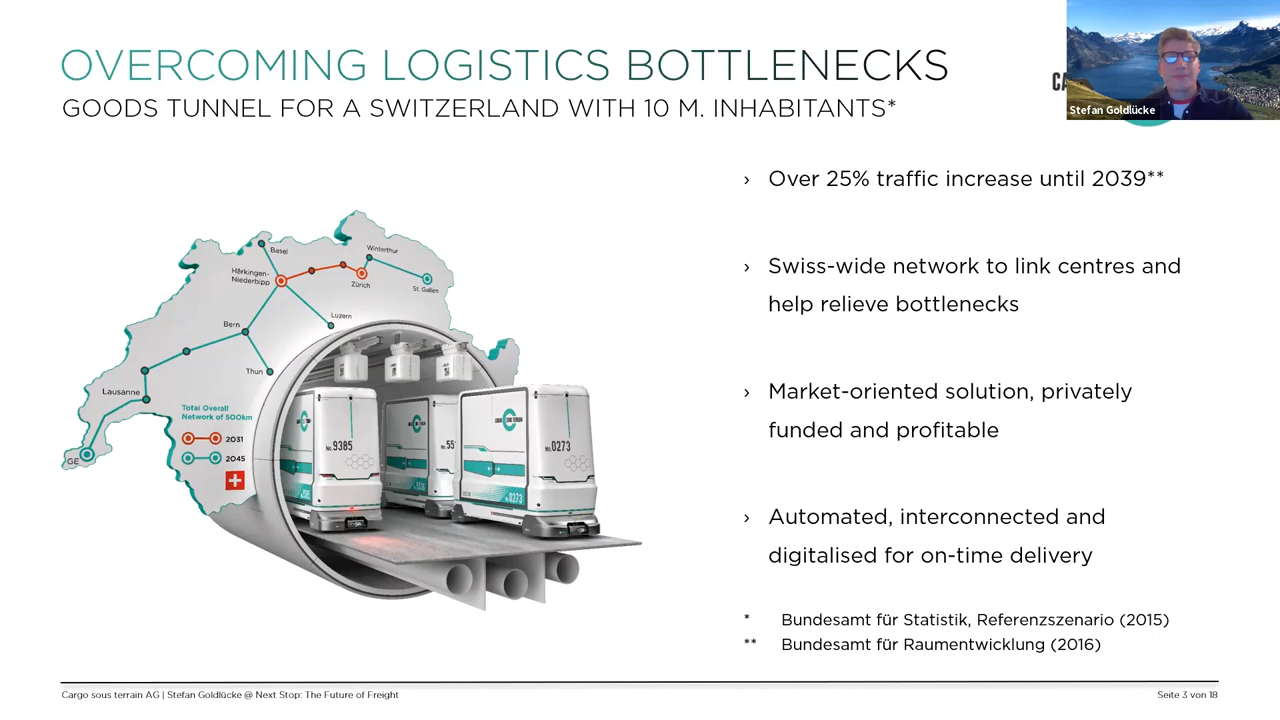 OVERCOMING LOGISTICS BOTTLENECKS
GOODS TUNNEL FOR A SWITZERLAND WITH 10 M. INHABITANTS*
CA
Stefan Goldlücke
› Over 25% traffic increase until 2039**
› Swiss-wide network to link centres and
help relieve bottlenecks
› Market-oriented solution, privately
funded and profitable
› Automated, interconnected and
digitalised for on-time delivery
* Bundesamt für Statistik, Referenzszenario (2015)
** Bundesamt für Raumentwicklung (2016)
Basel
Winterthur
Härkingen-
Niederbipp
Zürich
St. Gallen
Luzern
Bern
Thun
Lausanne
GE
Total Overall
Network of 500km
2031
2045
No.9385
No.0273
0273
Cargo sous terrain AG | Stefan Goldlücke @ Next Stop: The Future of Freight
Seite 3 von 18